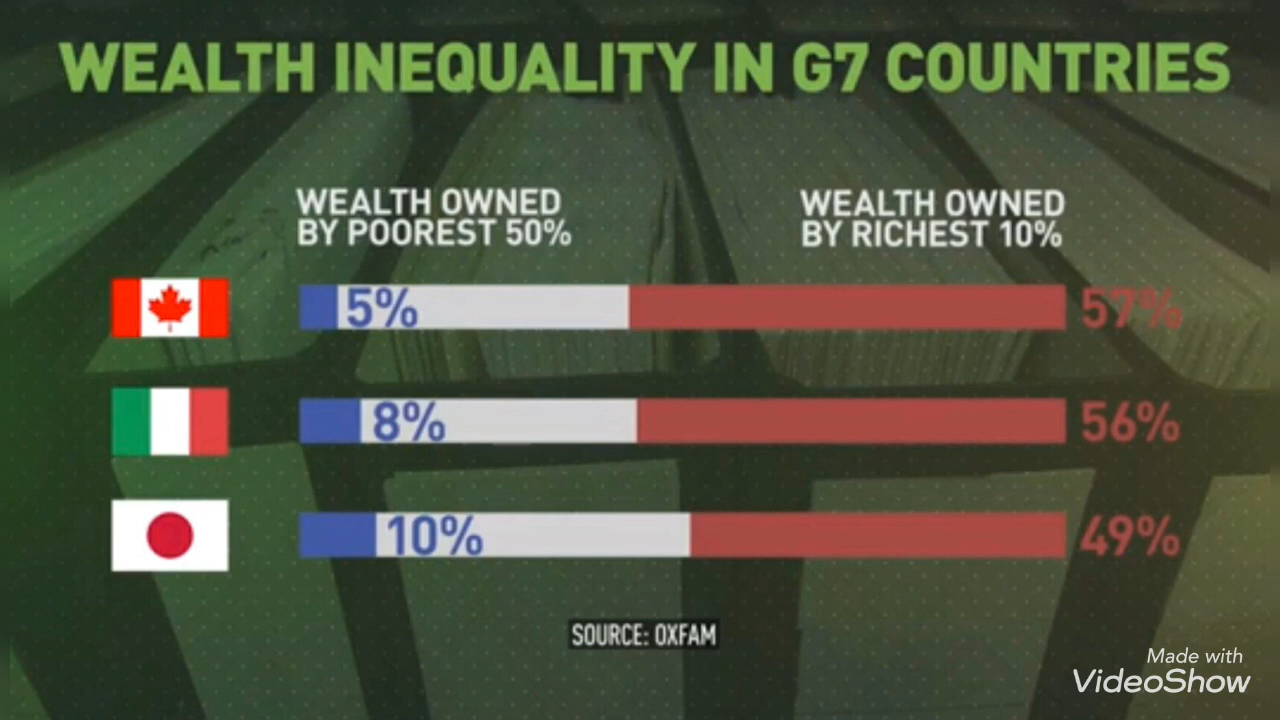 WEALTH INEQUALITY IN G7 COUNTRIES
WEALTH OWNED
BY POOREST 50%
WEALTH OWNED
BY RICHEST 10%
5%
57%
8%
56%
10%
49%
SOURCE: OXFAM
Made with
VideoShow